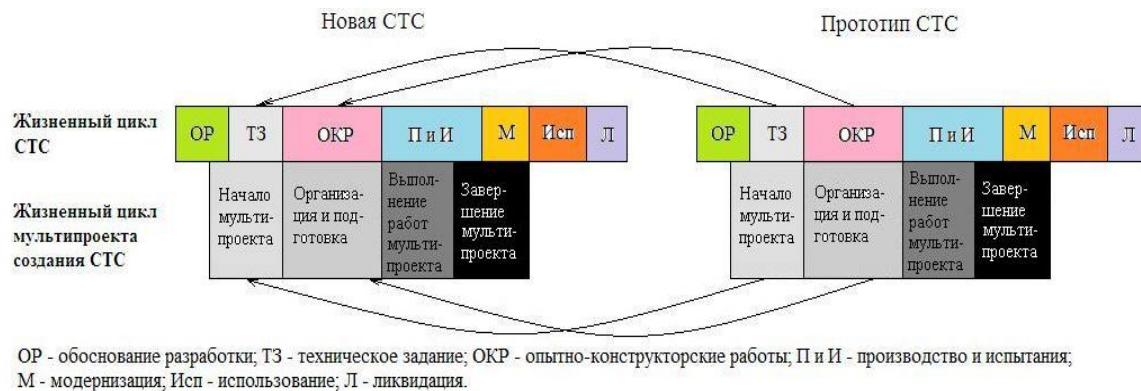 Новая СТС
Прототип СТС
Жизненный цикл
СТС
ОР
ТЗ
ОКР
П и И
М
Исп
Л
ОР
ТЗ
ОКР
П и И
М
Исп
Л
Жизненный цикл
мультипроекта
создания СТС
Начало
мульти-
проекта
Организа-
ция и под-
готовка
Выпол-
нение
работ
мульти-
проекта
Завер-
шение
мульти-
проекта
Начало
мульти-
проекта
Организа-
ция и под-
готовка
Выпол-
нение
работ
мульти-
проекта
Завер-
шение
мульти-
проекта
ОР - обоснование разработки; ТЗ - техническое задание; ОКР - опытно-конструкторские работы; П и И - производство и испытания;
М - модернизация; Исп - использование; Л - ликвидация.